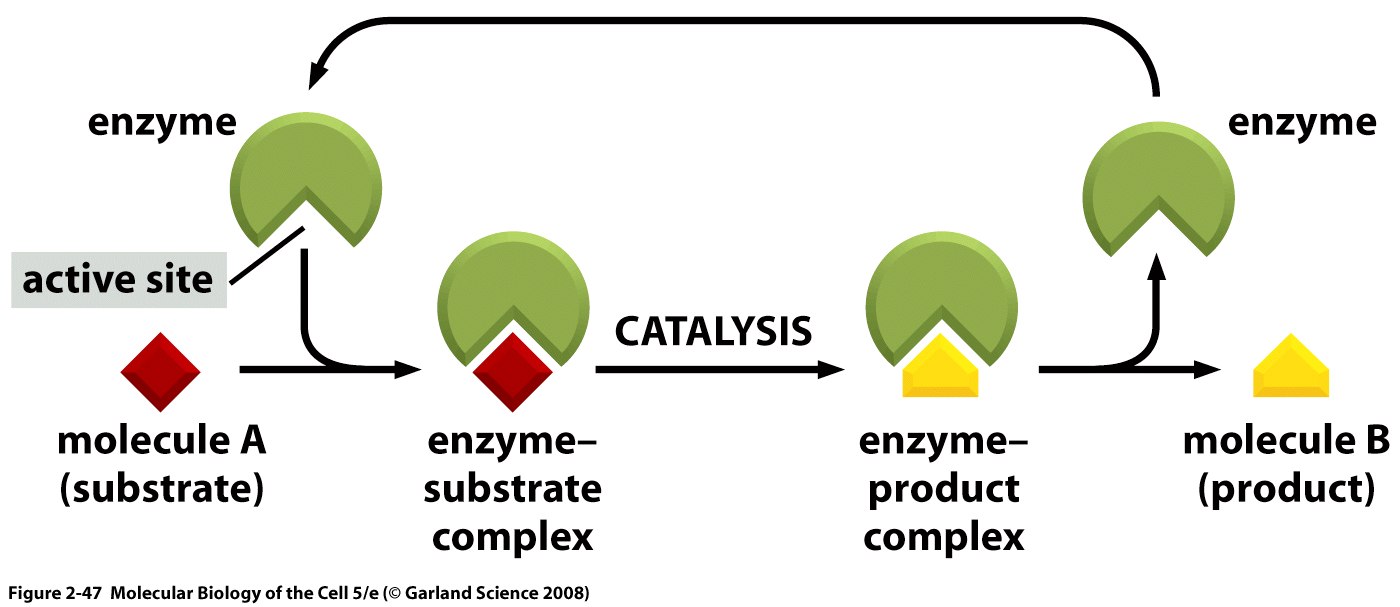 enzyme
enzyme
active site
CATALYSIS
molecule A
(substrate)
enzyme–
substrate
complex
enzyme–
product
complex
molecule B
(product)
Figure 2-47 Molecular Biology of the Cell 5/e (© Garland Science 2008)